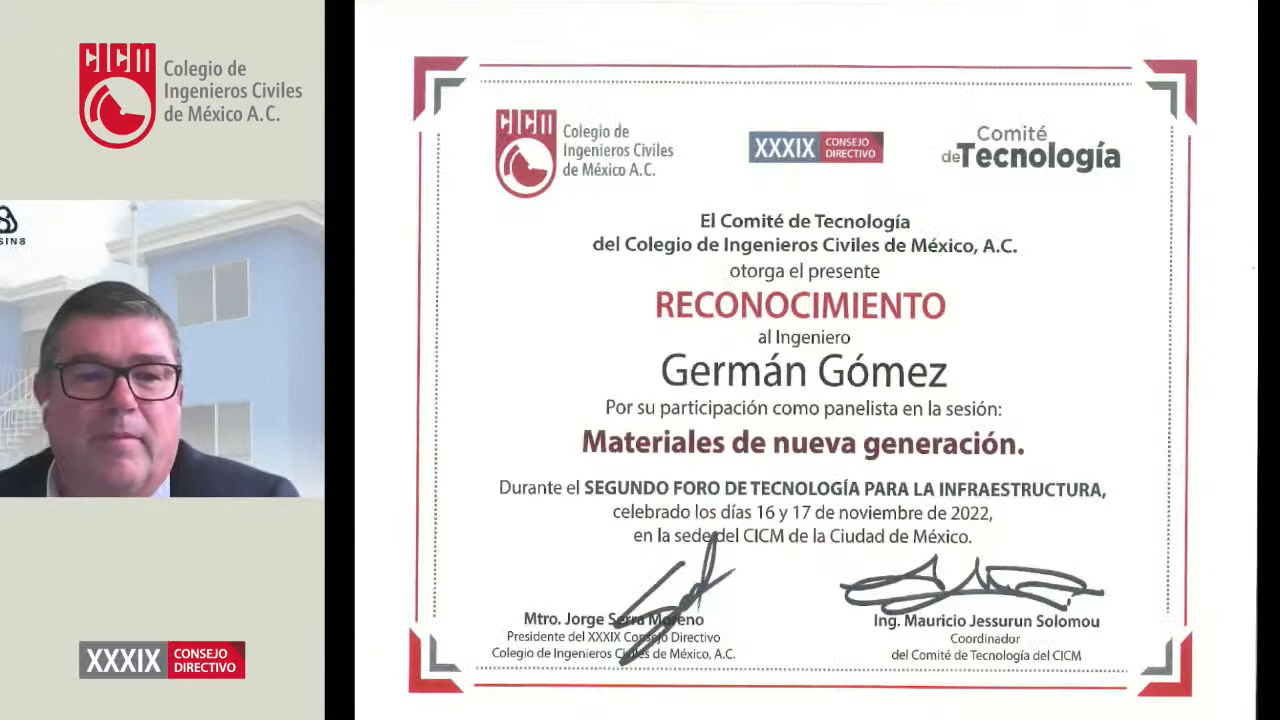 CICM
Colegio de
Ingenieros Civiles
de México A.C.
SIN8
XXXIX CONSEJO
DIRECTIVO
CICM
Colegio de
Ingenieros Civiles
de México A.C.
XXXIX CONSEJO
DIRECTIVO
Comité
de Tecnología
El Comité de Tecnología
del Colegio de Ingenieros Civiles de México, A.C.
otorga el presente
RECONOCIMIENTO
al Ingeniero
Germán Gómez
Por su participación como panelista en la sesión:
Materiales de nueva generación.
Durante el SEGUNDO FORO DE TECNOLOGÍA PARA LA INFRAESTRUCTURA,
celebrado los días 16 y 17 de noviembre de 2022,
en la sede del CICM de la Ciudad de México.
Mtro. Jorge Serra Moreno
Presidente del XXXIX Consejo Directivo
Colegio de Ingenieros Civiles de México, A.C.
Ing. Mauricio Jessurun Solomou
Coordinador
del Comité de Tecnología del CICM